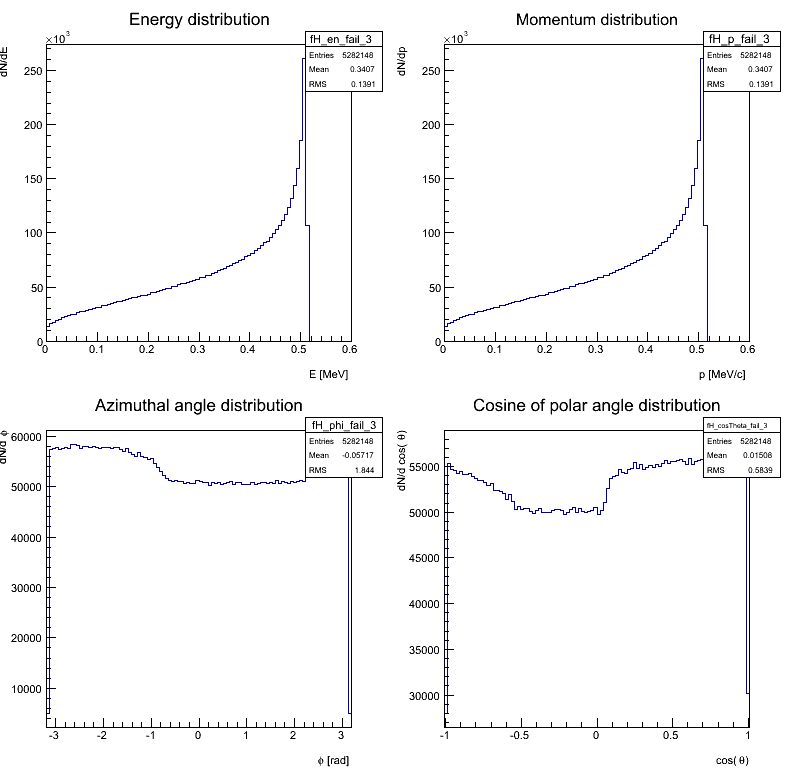 Energy distribution
×10³
dN/dE
fH_en_fail_3
Entries 5282148
Mean 0.3407
RMS 0.1391
250
200
150
100
50
0
0 0.1 0.2 0.3 0.4 0.5 0.6
E [MeV]
Momentum distribution
×10³
dN/dp
fH_p_fail_3
Entries 5282148
Mean 0.3407
RMS 0.1391
250
200
150
100
50
0
0 0.1 0.2 0.3 0.4 0.5 0.6
p [MeV/c]
Azimuthal angle distribution
dN/d φ
fH_phi_fail_3
Entries 5282148
Mean -0.05717
RMS 1.844
60000
50000
40000
30000
20000
10000
-3 -2 -1 0 1 2 3
φ [rad]
Cosine of polar angle distribution
dN/d cos( θ)
fH_cosTheta_fail_3
Entries 5282148
Mean 0.01508
RMS 0.5839
55000
50000
45000
40000
35000
30000
-1 -0.5 0 0.5 1
cos( θ)